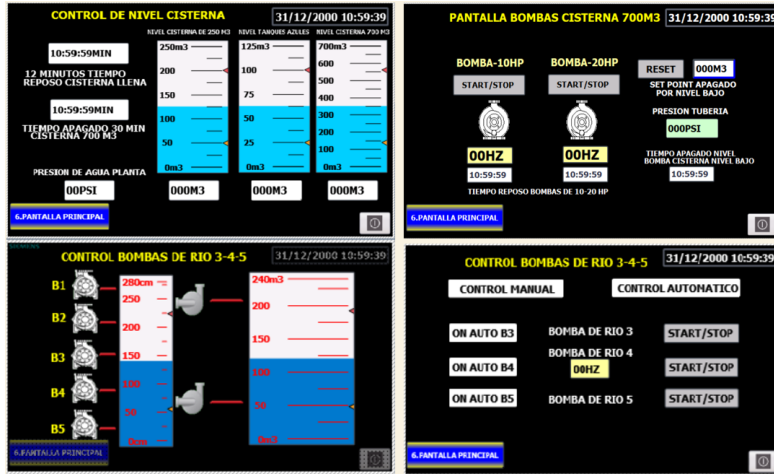 CONTROL DE NIVEL CISTERNA
31/12/2000 10:59:39
NIVEL CISTERNA DE 250 M3
NIVEL TANQUES AZULES
NIVEL CISTERNA 700 M3
10:59:59MIN
12 MINUTOS TIEMPO
REPOSO CISTERNA LLENA
10:59:59MIN
TIEMPO APAGADO 30 MIN
CISTERNA 700 M3
PRESION DE AGUA PLANTA
00PSI
250m3
200
150
100
50
0m3
125m3
100
75
50
25
0m3
700m3
600
500
400
300
200
100
0m3
000M3
000M3
000M3
6.PANTALLA PRINCIPAL
PANTALLA BOMBAS CISTERNA 700M3
31/12/2000 10:59:39
BOMBA-10HP
BOMBA-20HP
START/STOP
START/STOP
RESET
000M3
SET POINT APAGADO
POR NIVEL BAJO
PRESION TUBERIA
000PSI
00HZ
00HZ
10:59:59
10:59:59
TIEMPO APAGADO NIVEL
BOMBA CISTERNA NIVEL BAJO
10:59:59
TIEMPO REPOSO BOMBAS DE 10-20 HP
6.PANTALLA PRINCIPAL
SIEMENS
CONTROL BOMBAS DE RIO 3-4-5
31/12/2000 10:59:39
B1
B2
B3
B4
B5
280cm
250
200
150
100
50
0cm
240m3
200
150
100
50
0m3
6.PANTALLA PRINCIPAL
CONTROL BOMBAS DE RIO 3-4-5
31/12/2000 10:59:39
CONTROL MANUAL
CONTROL AUTOMATICO
ON AUTO B3
BOMBA DE RIO 3
START/STOP
ON AUTO B4
BOMBA DE RIO 4
00HZ
START/STOP
ON AUTO B5
BOMBA DE RIO 5
START/STOP
6.PANTALLA PRINCIPAL